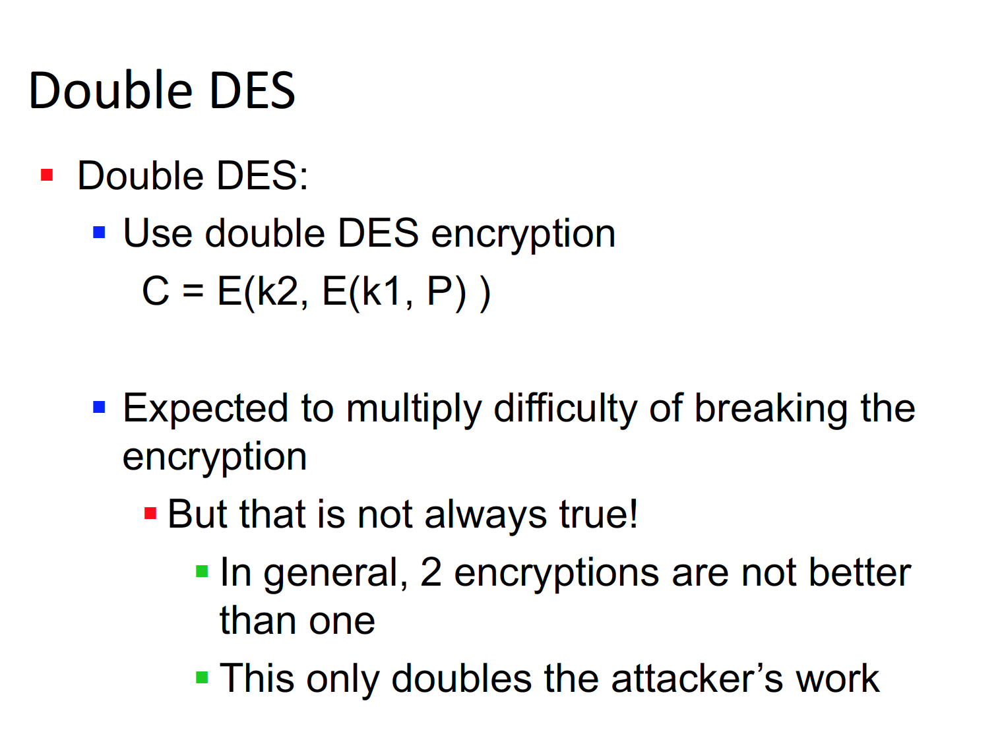 Double DES
Double DES:
Use double DES encryption
C = E(k2, E(k1, P) )
Expected to multiply difficulty of breaking the
encryption
But that is not always true!
In general, 2 encryptions are not better
than one
This only doubles the attacker’s work